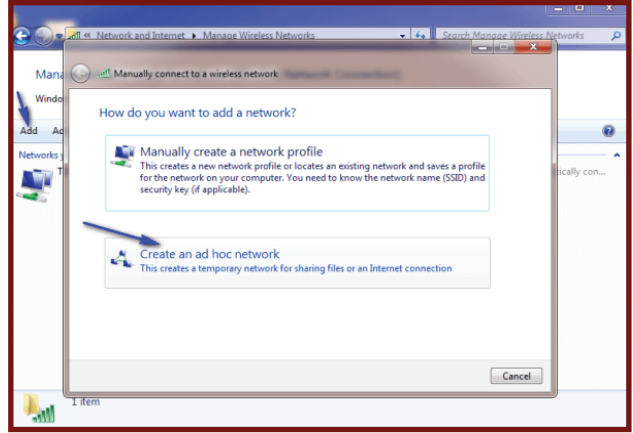 « Network and Internet ▸ Manage Wireless Networks
Search Manage Wireless Networks
Mana
Manually connect to a wireless network
Windo
How do you want to add a network?
Add Ad
Manually create a network profile
Networks y
This creates a new network profile or locates an existing network and saves a profile
for the network on your computer. You need to know the network name (SSID) and
security key (if applicable).
T
tically con...
Create an ad hoc network
This creates a temporary network for sharing files or an Internet connection
Cancel
1 item